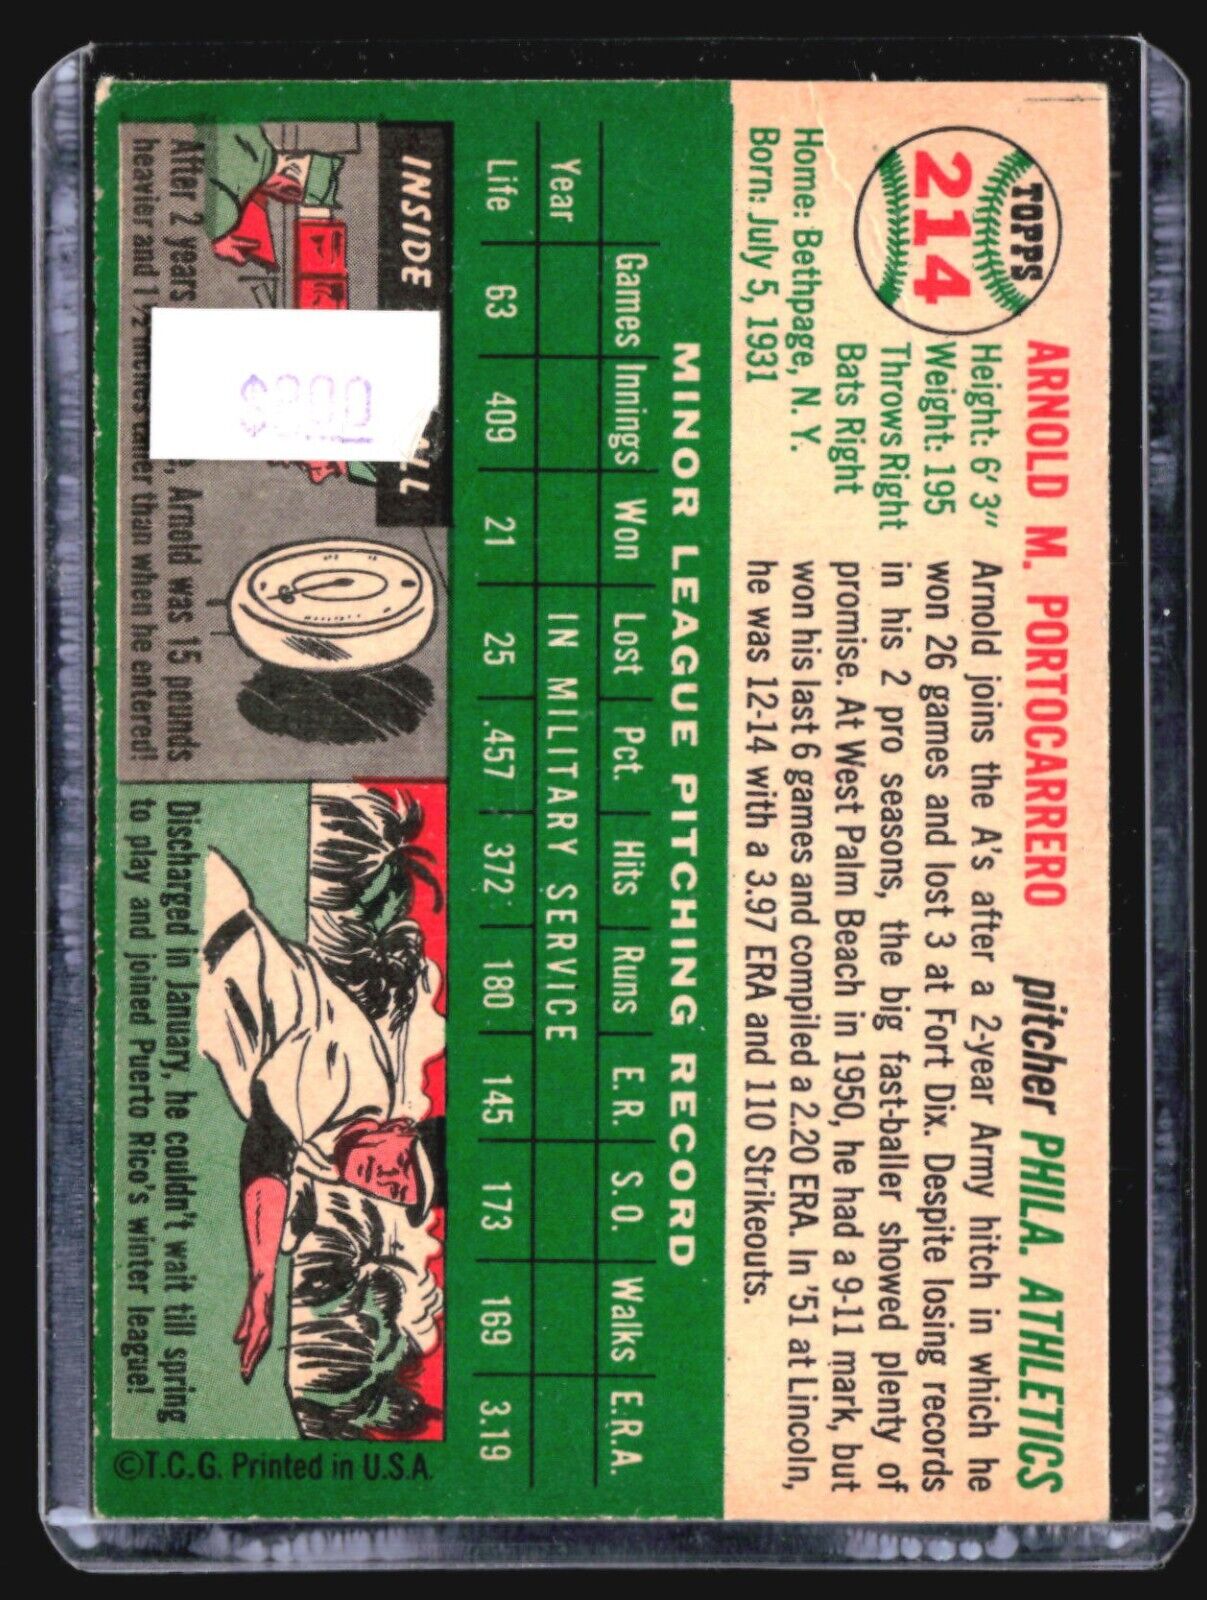 TOPPS
214
ARNOLD M. PORTOCARRERO pitcher PHILA. ATHLETICS
Height: 6' 3"
Weight: 195
Throws Right
Bats Right
Home: Bethpage, N. Y.
Born: July 5, 1931
Arnold joins the A's after a 2-year Army hitch in which he
won 26 games and lost 3 at Fort Dix. Despite losing records
in his 2 pro seasons, the big fast-baller showed plenty of
promise. At West Palm Beach in 1950, he had a 9-11 mark, but
won his last 6 games and compiled a 2.20 ERA. In '51 at Lincoln,
he was 12-14 with a 3.97 ERA and 110 Strikeouts.
MINOR LEAGUE PITCHING RECORD
Games Innings Won Lost Pct. Hits Runs E. R. S. O. Walks E.R.A.
Year IN MILITARY SERVICE
Life 63 409 21 25 .457 372 180 145 173 169 3.19
INSIDE
After 2 years Arnold was 15 pounds
heavier and 1½ inches taller than when he entered!
Discharged in January, he couldn't wait till spring
to play and joined Puerto Rico's winter league!
©T.C.G. Printed in U.S.A.